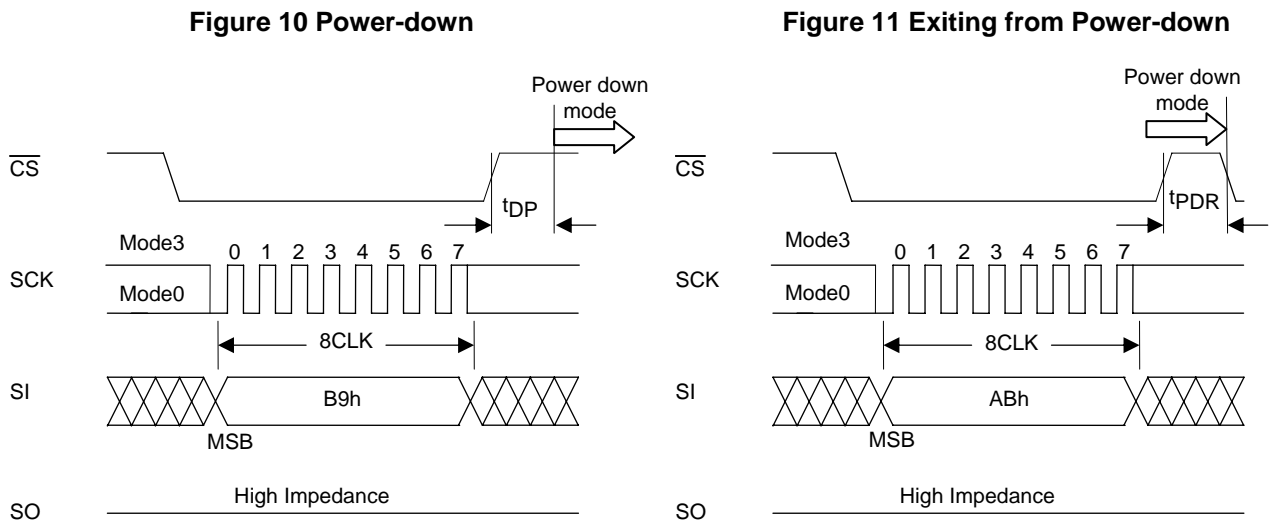 Figure 10 Power-down
Power down
mode
CS
tDP
Mode3
0 1 2 3 4 5 6 7
SCK
Mode0
8CLK
SI
B9h
MSB
High Impedance
SO
Figure 11 Exiting from Power-down
Power down
mode
CS
tPDR
Mode3
0 1 2 3 4 5 6 7
SCK
Mode0
8CLK
SI
ABh
MSB
High Impedance
SO